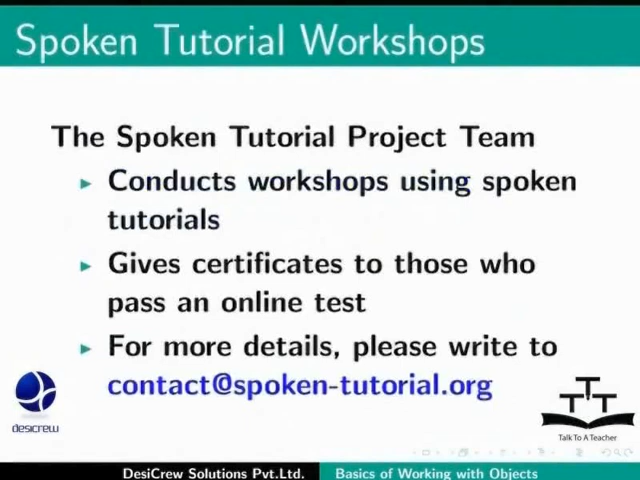 Spoken Tutorial Workshops
The Spoken Tutorial Project Team
Conducts workshops using spoken
tutorials
Gives certificates to those who
pass an online test
For more details, please write to
contact@spoken-tutorial.org
desicrew
TTT
Talk To A Teacher
DesiCrew Solutions Pvt.Ltd.
Basics of Working with Objects